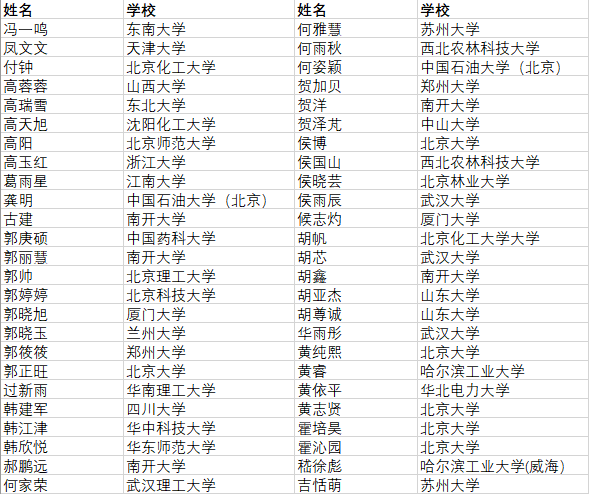 姓名 学校 姓名 学校
冯一鸣 东南大学 何雅慧 苏州大学
凤文文 天津大学 何雨秋 西北农林科技大学
付钟 北京化工大学 何姿颖 中国石油大学（北京）
高蓉蓉 山西大学 贺加贝 郑州大学
高瑞雪 东北大学 贺洋 南开大学
高天旭 沈阳化工大学 贺泽芃 中山大学
高阳 北京师范大学 侯博 北京大学
高玉红 浙江大学 侯国山 西北农林科技大学
葛雨星 江南大学 侯晓芸 北京林业大学
龚明 中国石油大学（北京） 侯雨辰 武汉大学
古建 南开大学 候志灼 厦门大学
郭庚硕 中国药科大学 胡帆 北京化工大学大学
郭丽慧 南开大学 胡芯 武汉大学
郭帅 北京理工大学 胡鑫 南开大学
郭婷婷 北京科技大学 胡亚杰 山东大学
郭晓旭 厦门大学 胡尊诚 山东大学
郭晓玉 兰州大学 华雨彤 武汉大学
郭筱筱 郑州大学 黄纯熙 北京大学
郭正旺 北京大学 黄睿 哈尔滨工业大学
过新雨 华南理工大学 黄依平 华北电力大学
韩建军 四川大学 黄志贤 北京大学
韩江津 华中科技大学 霍培昊 北京大学
韩欣悦 华东师范大学 霍沁园 北京大学
郝鹏远 南开大学 嵇徐彪 哈尔滨工业大学(威海)
何家荣 武汉理工大学 吉恬萌 苏州大学